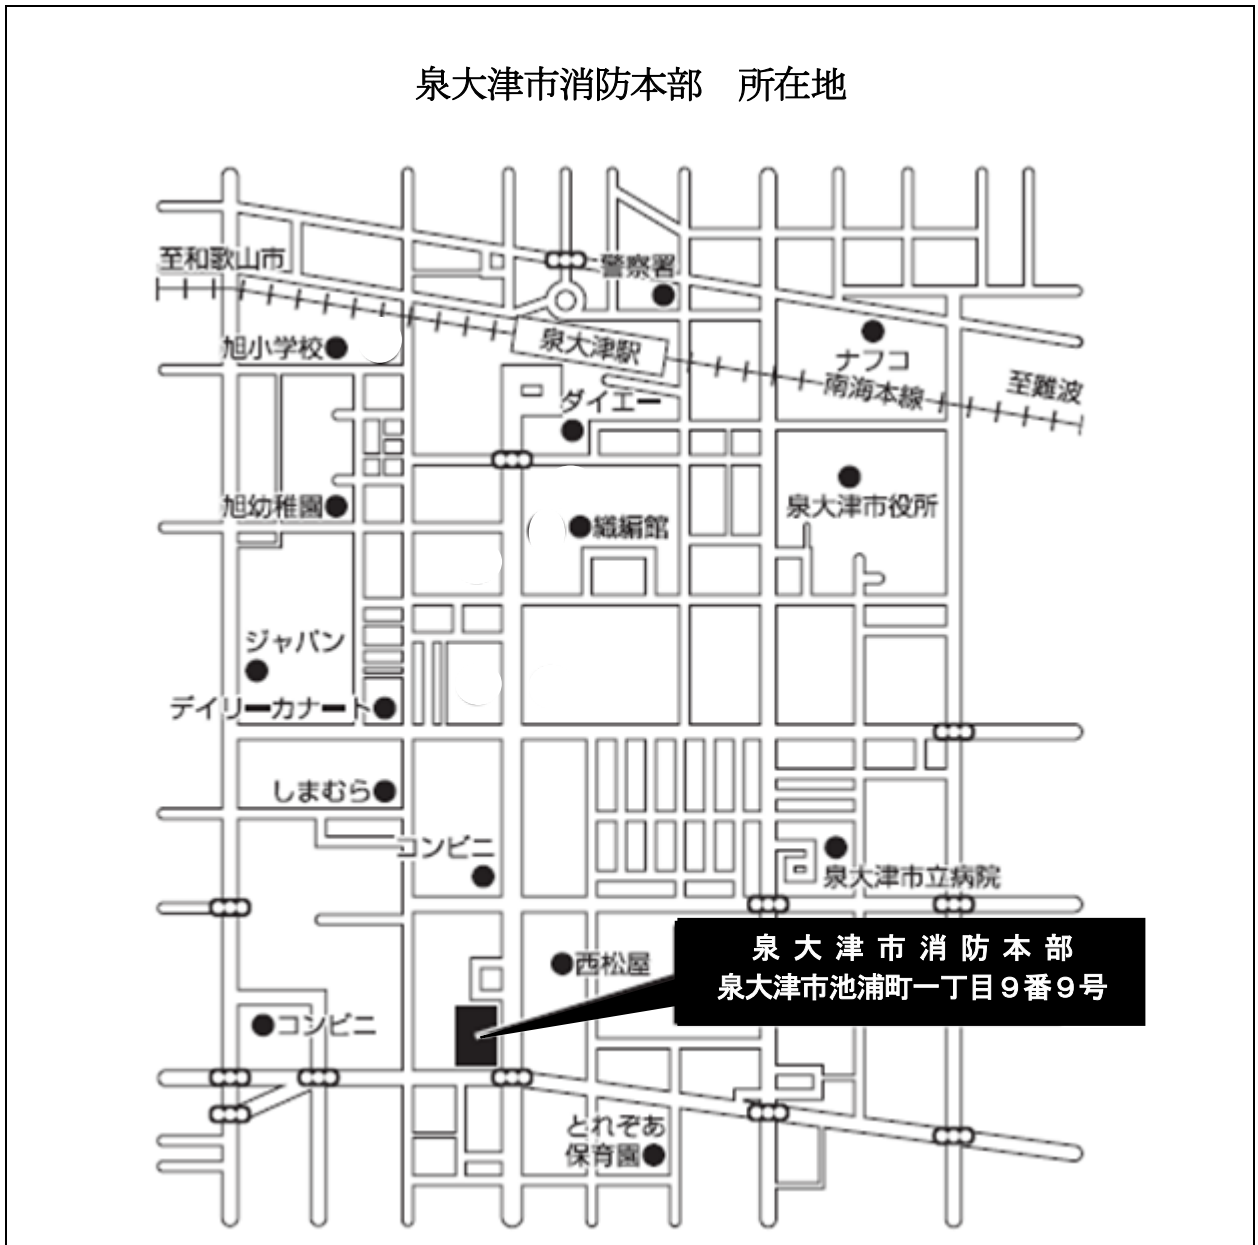 泉大津市消防本部　所在地
至和歌山市
警察署
旭小学校
泉大津駅
ナフコ
南海本線
至難波
ダイエー
泉大津市役所
旭幼稚園
織編館
ジャパン
デイリーカナート
しまむら
コンビニ
泉大津市立病院
泉大津市消防本部
泉大津市池浦町一丁目９番９号
西松屋
コンビニ
とれぞあ
保育園